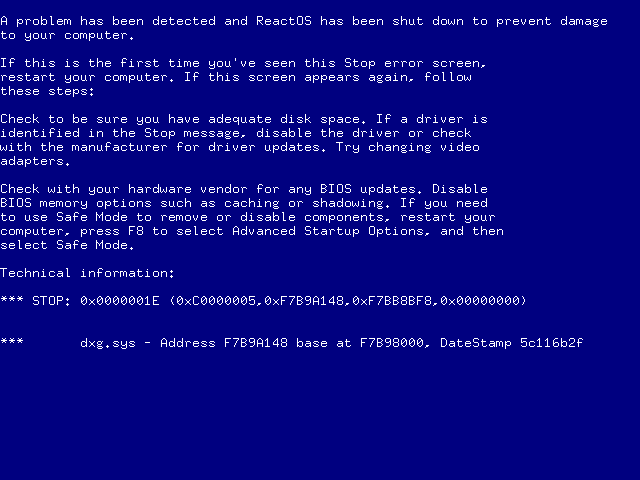 A problem has been detected and ReactOS has been shut down to prevent damage
to your computer.
If this is the first time you've seen this Stop error screen,
restart your computer. If this screen appears again, follow
these steps:
Check to be sure you have adequate disk space. If a driver is
identified in the Stop message, disable the driver or check
with the manufacturer for driver updates. Try changing video
adapters.
Check with your hardware vendor for any BIOS updates. Disable
BIOS memory options such as caching or shadowing. If you need
to use Safe Mode to remove or disable components, restart your
computer, press F8 to select Advanced Startup Options, and then
select Safe Mode.
Technical information:
*** STOP: 0x0000001E (0xC0000005,0xF7B9A148,0xF7BB8BF8,0x00000000)
***       dxg.sys - Address F7B9A148 base at F7B98000, DateStamp 5c116b2f